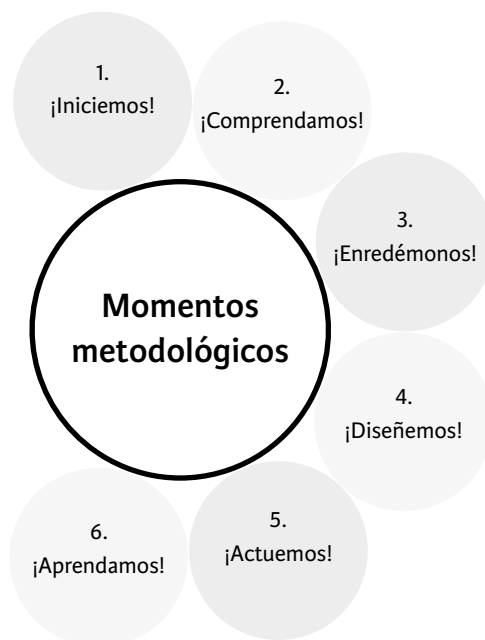 1.
¡Iniciemos!
2.
¡Comprendamos!
3.
¡Enredémonos!
Momentos
metodológicos
4.
¡Diseñemos!
5.
¡Actuemos!
6.
¡Aprendamos!